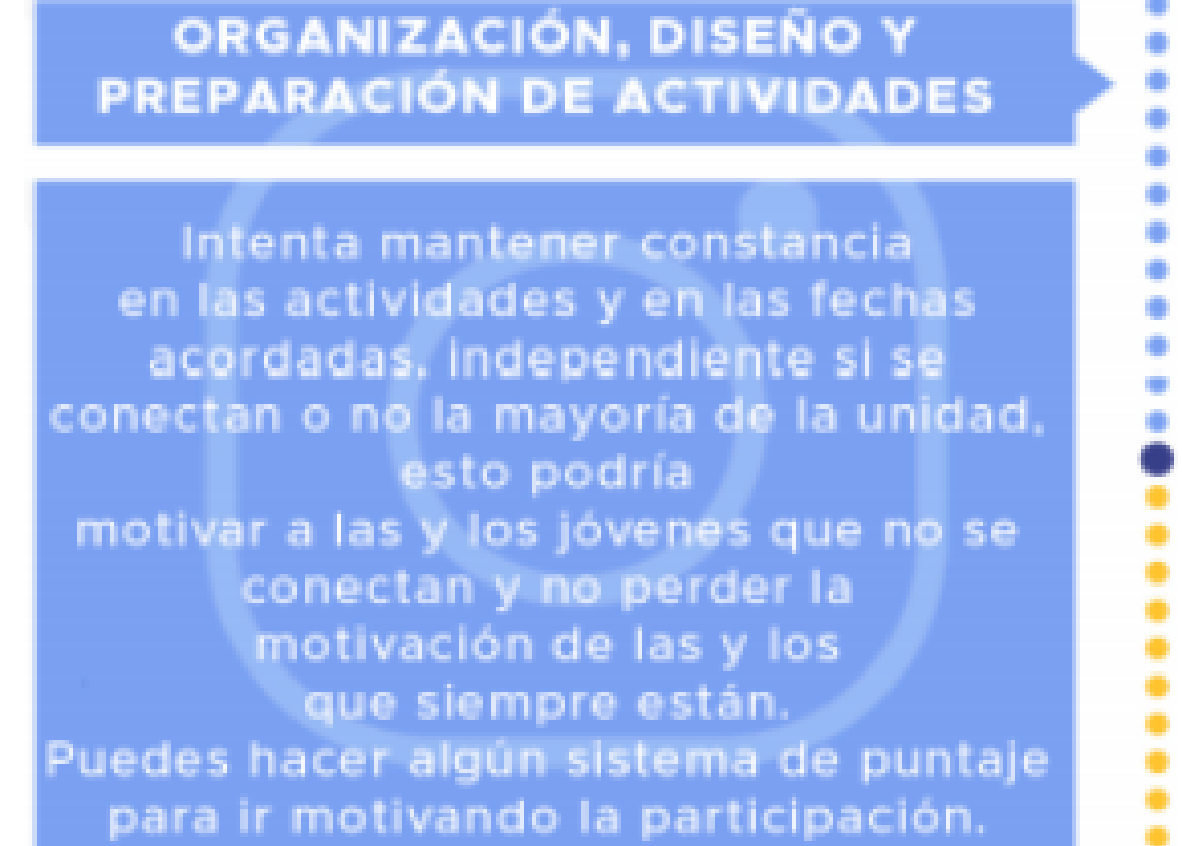 ORGANIZACIÓN, DISEÑO Y
PREPARACIÓN DE ACTIVIDADES
Intenta mantener constancia
en las actividades y en las fechas
acordadas, independiente si se
conectan o no la mayoría de la unidad,
esto podría
motivar a las y los jóvenes que no se
conectan y no perder la
motivación de las y los
que siempre están.
Puedes hacer algún sistema de puntaje
para ir motivando la participación.